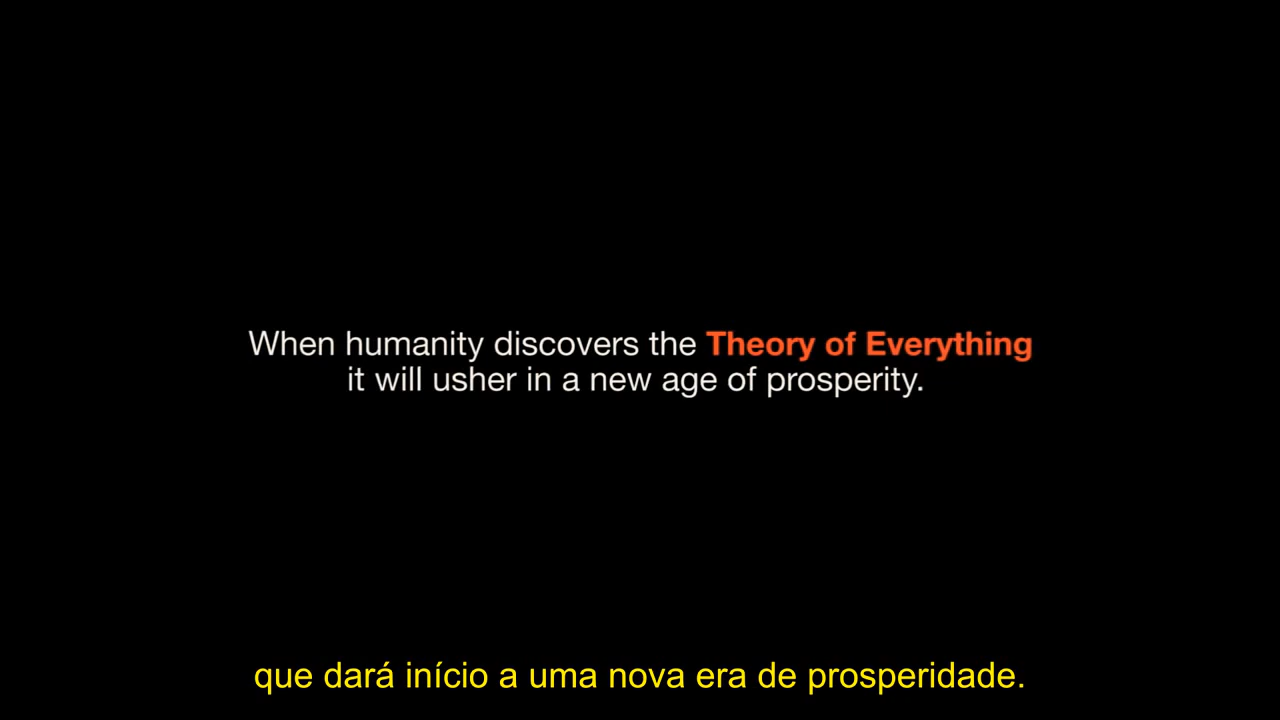 When humanity discovers the Theory of Everything
it will usher in a new age of prosperity.
que dará início a uma nova era de prosperidade.